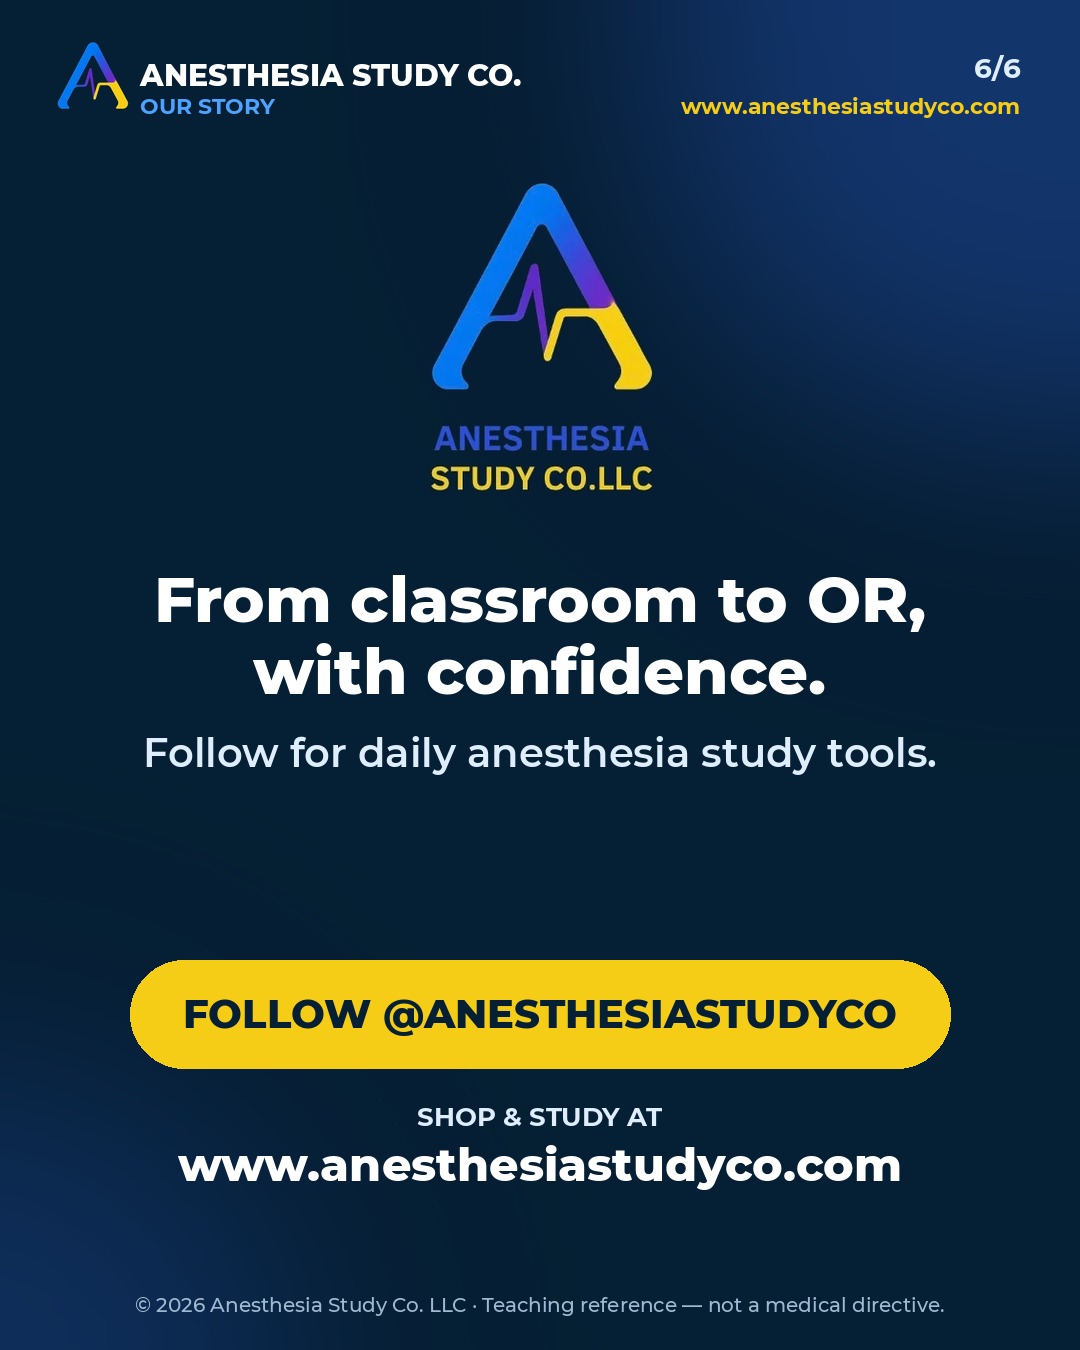 ANESTHESIA STUDY CO.
OUR STORY
6/6
www.anesthesiastudyco.com
ANESTHESIA
STUDY CO.LLC
From classroom to OR,
with confidence.
Follow for daily anesthesia study tools.
FOLLOW @ANESTHESIASTUDYCO
SHOP & STUDY AT
www.anesthesiastudyco.com
© 2026 Anesthesia Study Co. LLC · Teaching reference — not a medical directive.